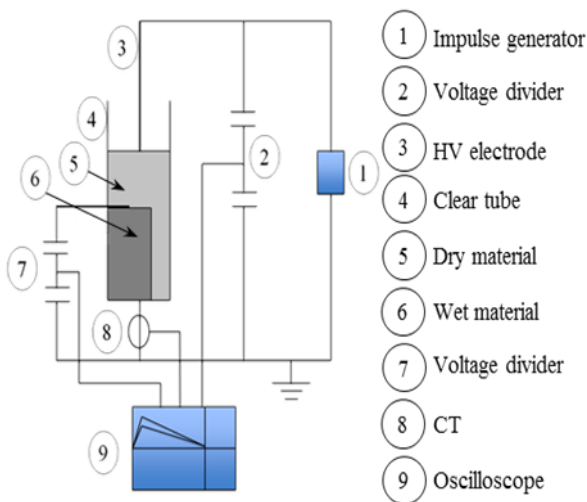 3
4
5
6
7
8
9
2
1
1 Impulse generator
2 Voltage divider
3 HV electrode
4 Clear tube
5 Dry material
6 Wet material
7 Voltage divider
8 CT
9 Oscilloscope